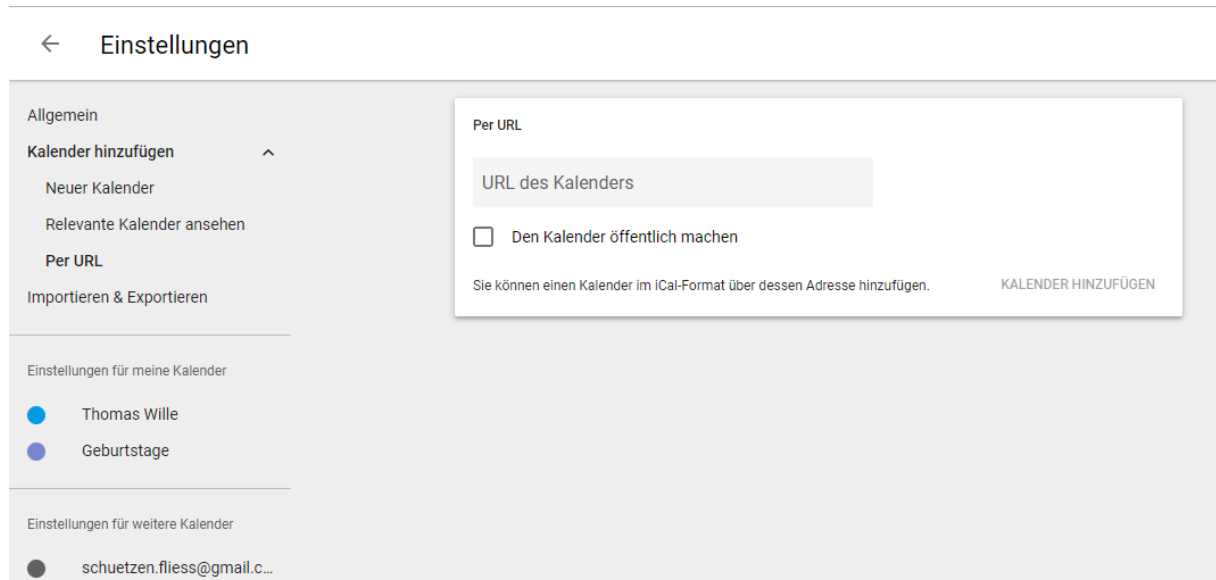 Einstellungen
Allgemein
Kalender hinzufügen
Neuer Kalender
Relevante Kalender ansehen
Per URL
Importieren & Exportieren
Einstellungen für meine Kalender
Thomas Wille
Geburtstage
Einstellungen für weitere Kalender
schuetzen.fliess@gmail.c...
Per URL
URL des Kalenders
Den Kalender öffentlich machen
Sie können einen Kalender im iCal-Format über dessen Adresse hinzufügen.
KALENDER HINZUFÜGEN